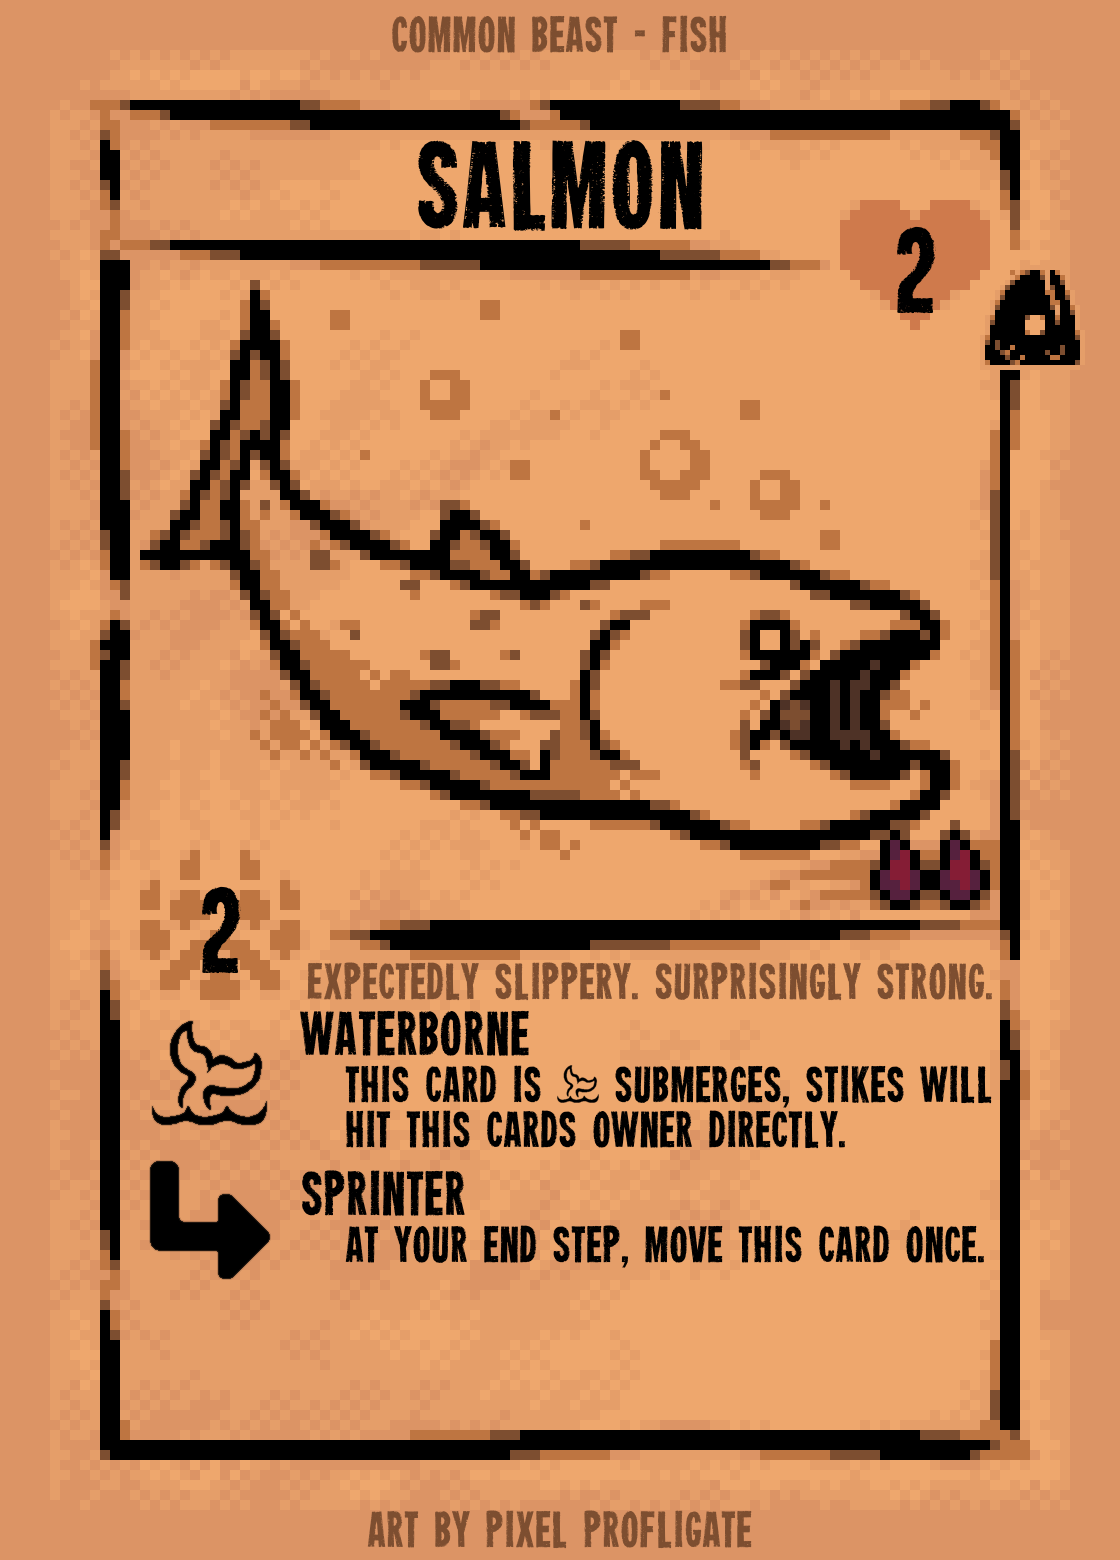 COMMON BEAST - FISH
SALMON
2
2
EXPECTEDLY SLIPPERY. SURPRISINGLY STRONG.
WATERBORNE
THIS CARD IS SUBMERGES, STIKES WILL
HIT THIS CARDS OWNER DIRECTLY.
SPRINTER
AT YOUR END STEP, MOVE THIS CARD ONCE.
ART BY PIXEL PROFLIGATE